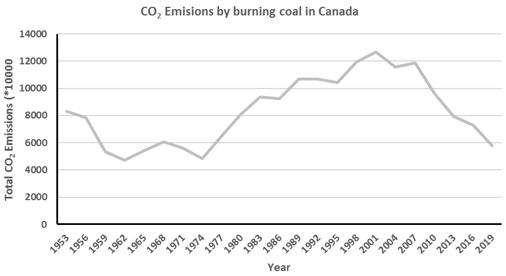 CO₂ Emisions by burning coal in Canada
Total CO₂ Emissions (*10000
14000
12000
10000
8000
6000
4000
2000
0
1953 1956 1959 1962 1965 1968 1971 1974 1977 1980 1983 1986 1989 1992 1995 1998 2001 2004 2007 2010 2013 2016 2019
Year